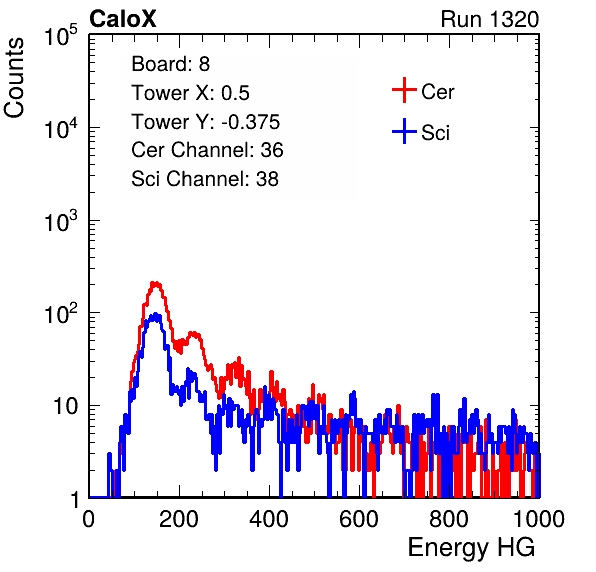 CaloX Run 1320
Counts
Board: 8
Tower X: 0.5
Tower Y: -0.375
Cer Channel: 36
Sci Channel: 38
Cer
Sci
10^5
10^4
10^3
10^2
10
1
0 200 400 600 800 1000
Energy HG